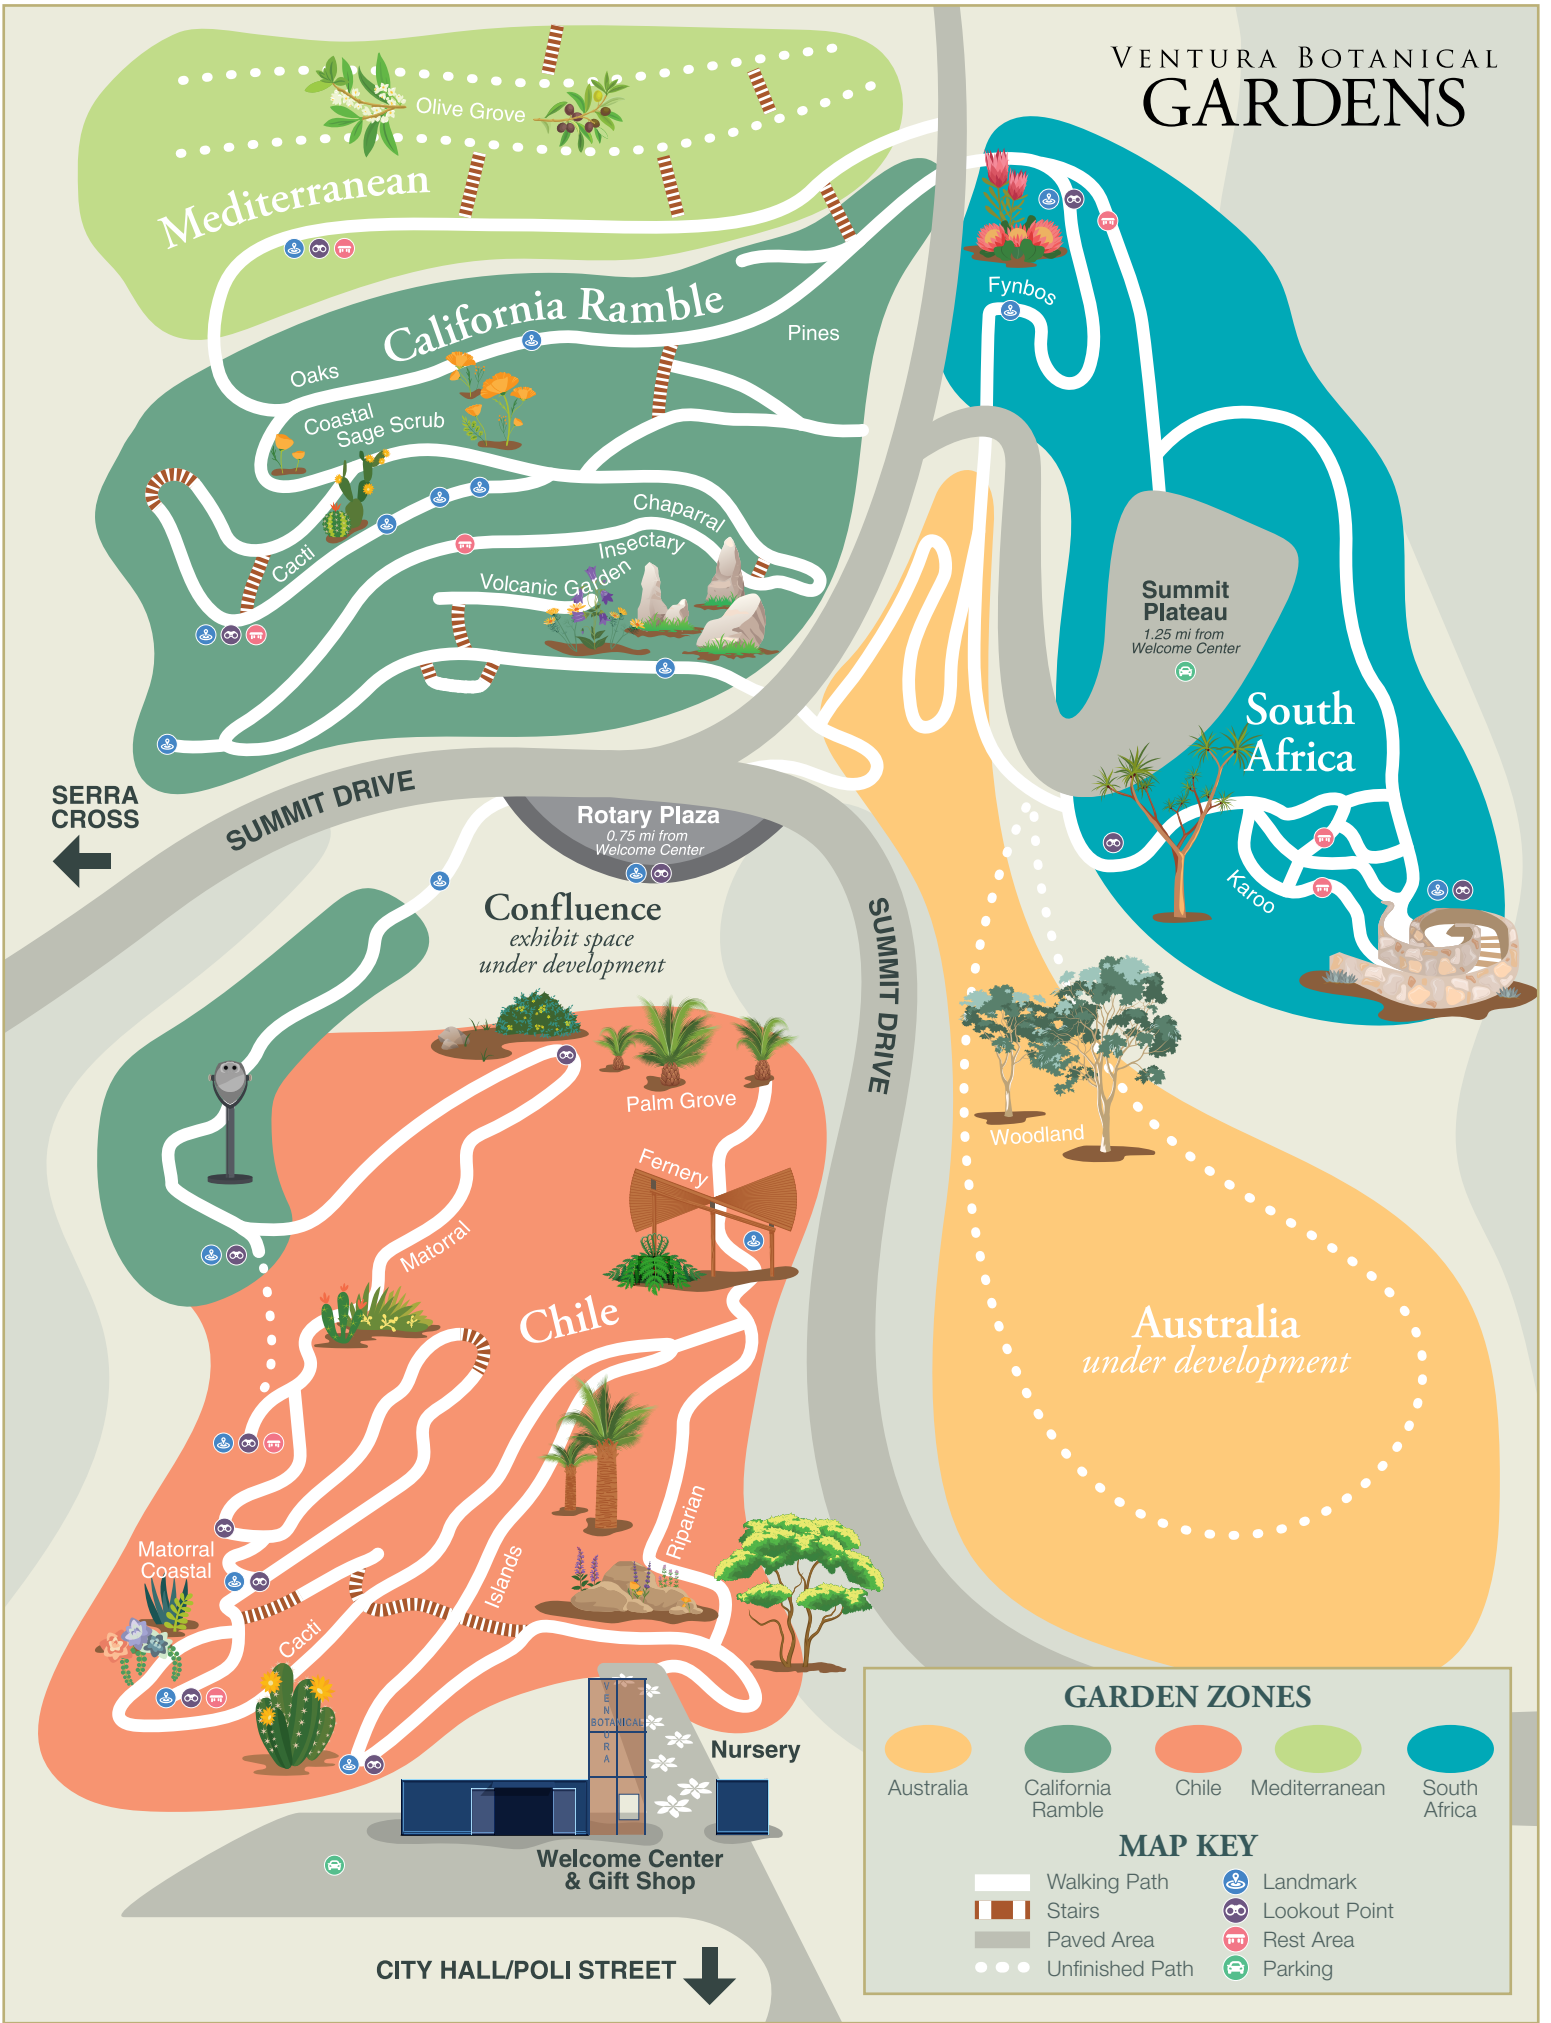 VENTURA BOTANICAL
GARDENS
Olive Grove
Mediterranean
California Ramble
Pines
Oaks
Coastal
Sage Scrub
Chaparral
Insectary
Cacti
Volcanic Garden
Fynbos
Summit
Plateau
1.25 mi from
Welcome Center
South
Africa
Karoo
SERRA
CROSS
SUMMIT DRIVE
Rotary Plaza
0.75 mi from
Welcome Center
Confluence
exhibit space
under development
SUMMIT DRIVE
Palm Grove
Fernery
Woodland
Matorral
Chile
Australia
under development
Riparian
Islands
Matorral
Coastal
Cacti
VENTURA
BOTANICAL
Nursery
Welcome Center
& Gift Shop
CITY HALL/POLI STREET
GARDEN ZONES
Australia
California
Ramble
Chile
Mediterranean
South
Africa
MAP KEY
Walking Path
Landmark
Stairs
Lookout Point
Paved Area
Rest Area
Unfinished Path
Parking